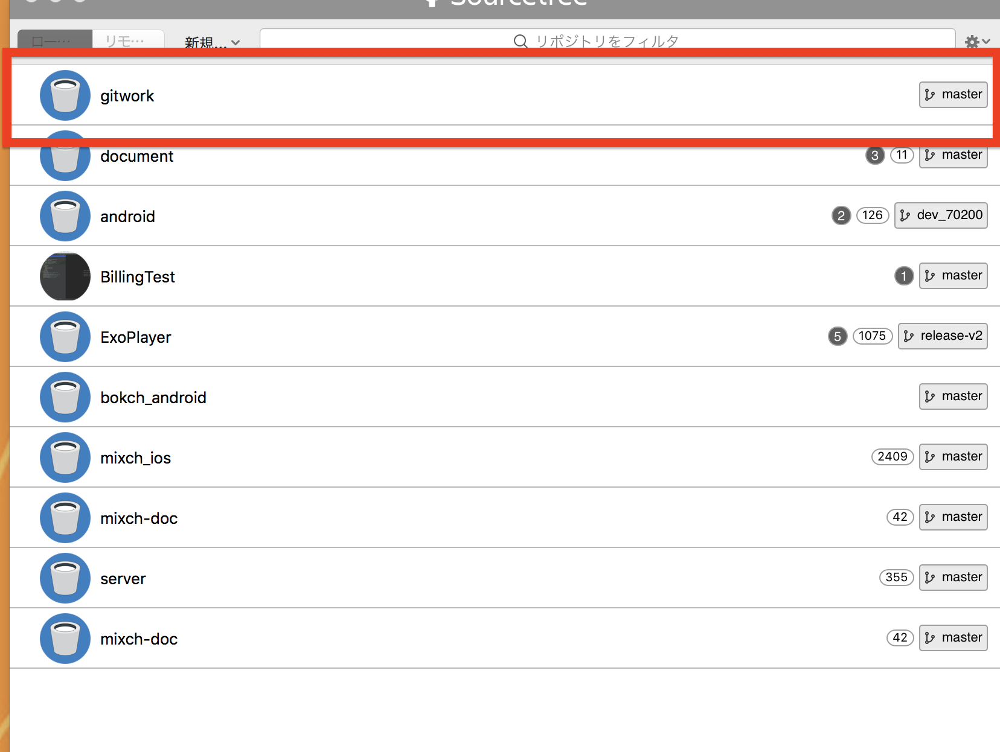 Sourcetree
ロー… リモ… 新規... リポジトリをフィルタ
gitwork master
document 3 11 master
android 2 126 dev_70200
BillingTest 1 master
ExoPlayer 5 1075 release-v2
bokch_android master
mixch_ios 2409 master
mixch-doc 42 master
server 355 master
mixch-doc 42 master